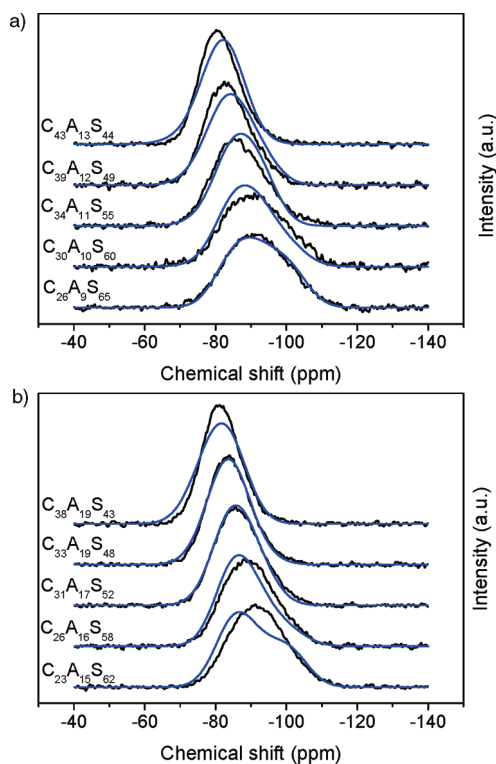 a)
C43A13S44
C39A12S49
C34A11S55
C30A10S60
C26A9S65
Intensity (a.u.)
-40 -60 -80 -100 -120 -140
Chemical shift (ppm)
b)
C38A19S43
C33A19S48
C31A17S52
C26A16S58
C23A15S62
Intensity (a.u.)
-40 -60 -80 -100 -120 -140
Chemical shift (ppm)